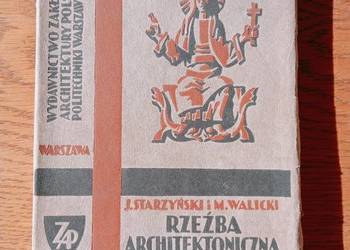 WYDAWNICTWO ZAKŁ
ARCHITEKTURY POL
POLITECHNIKI WARSZAW
WARSZAWA
ZAP
J. STARZYŃSKI i M. WALICKI
RZEŹBA
ARCHITEKTONICZNA